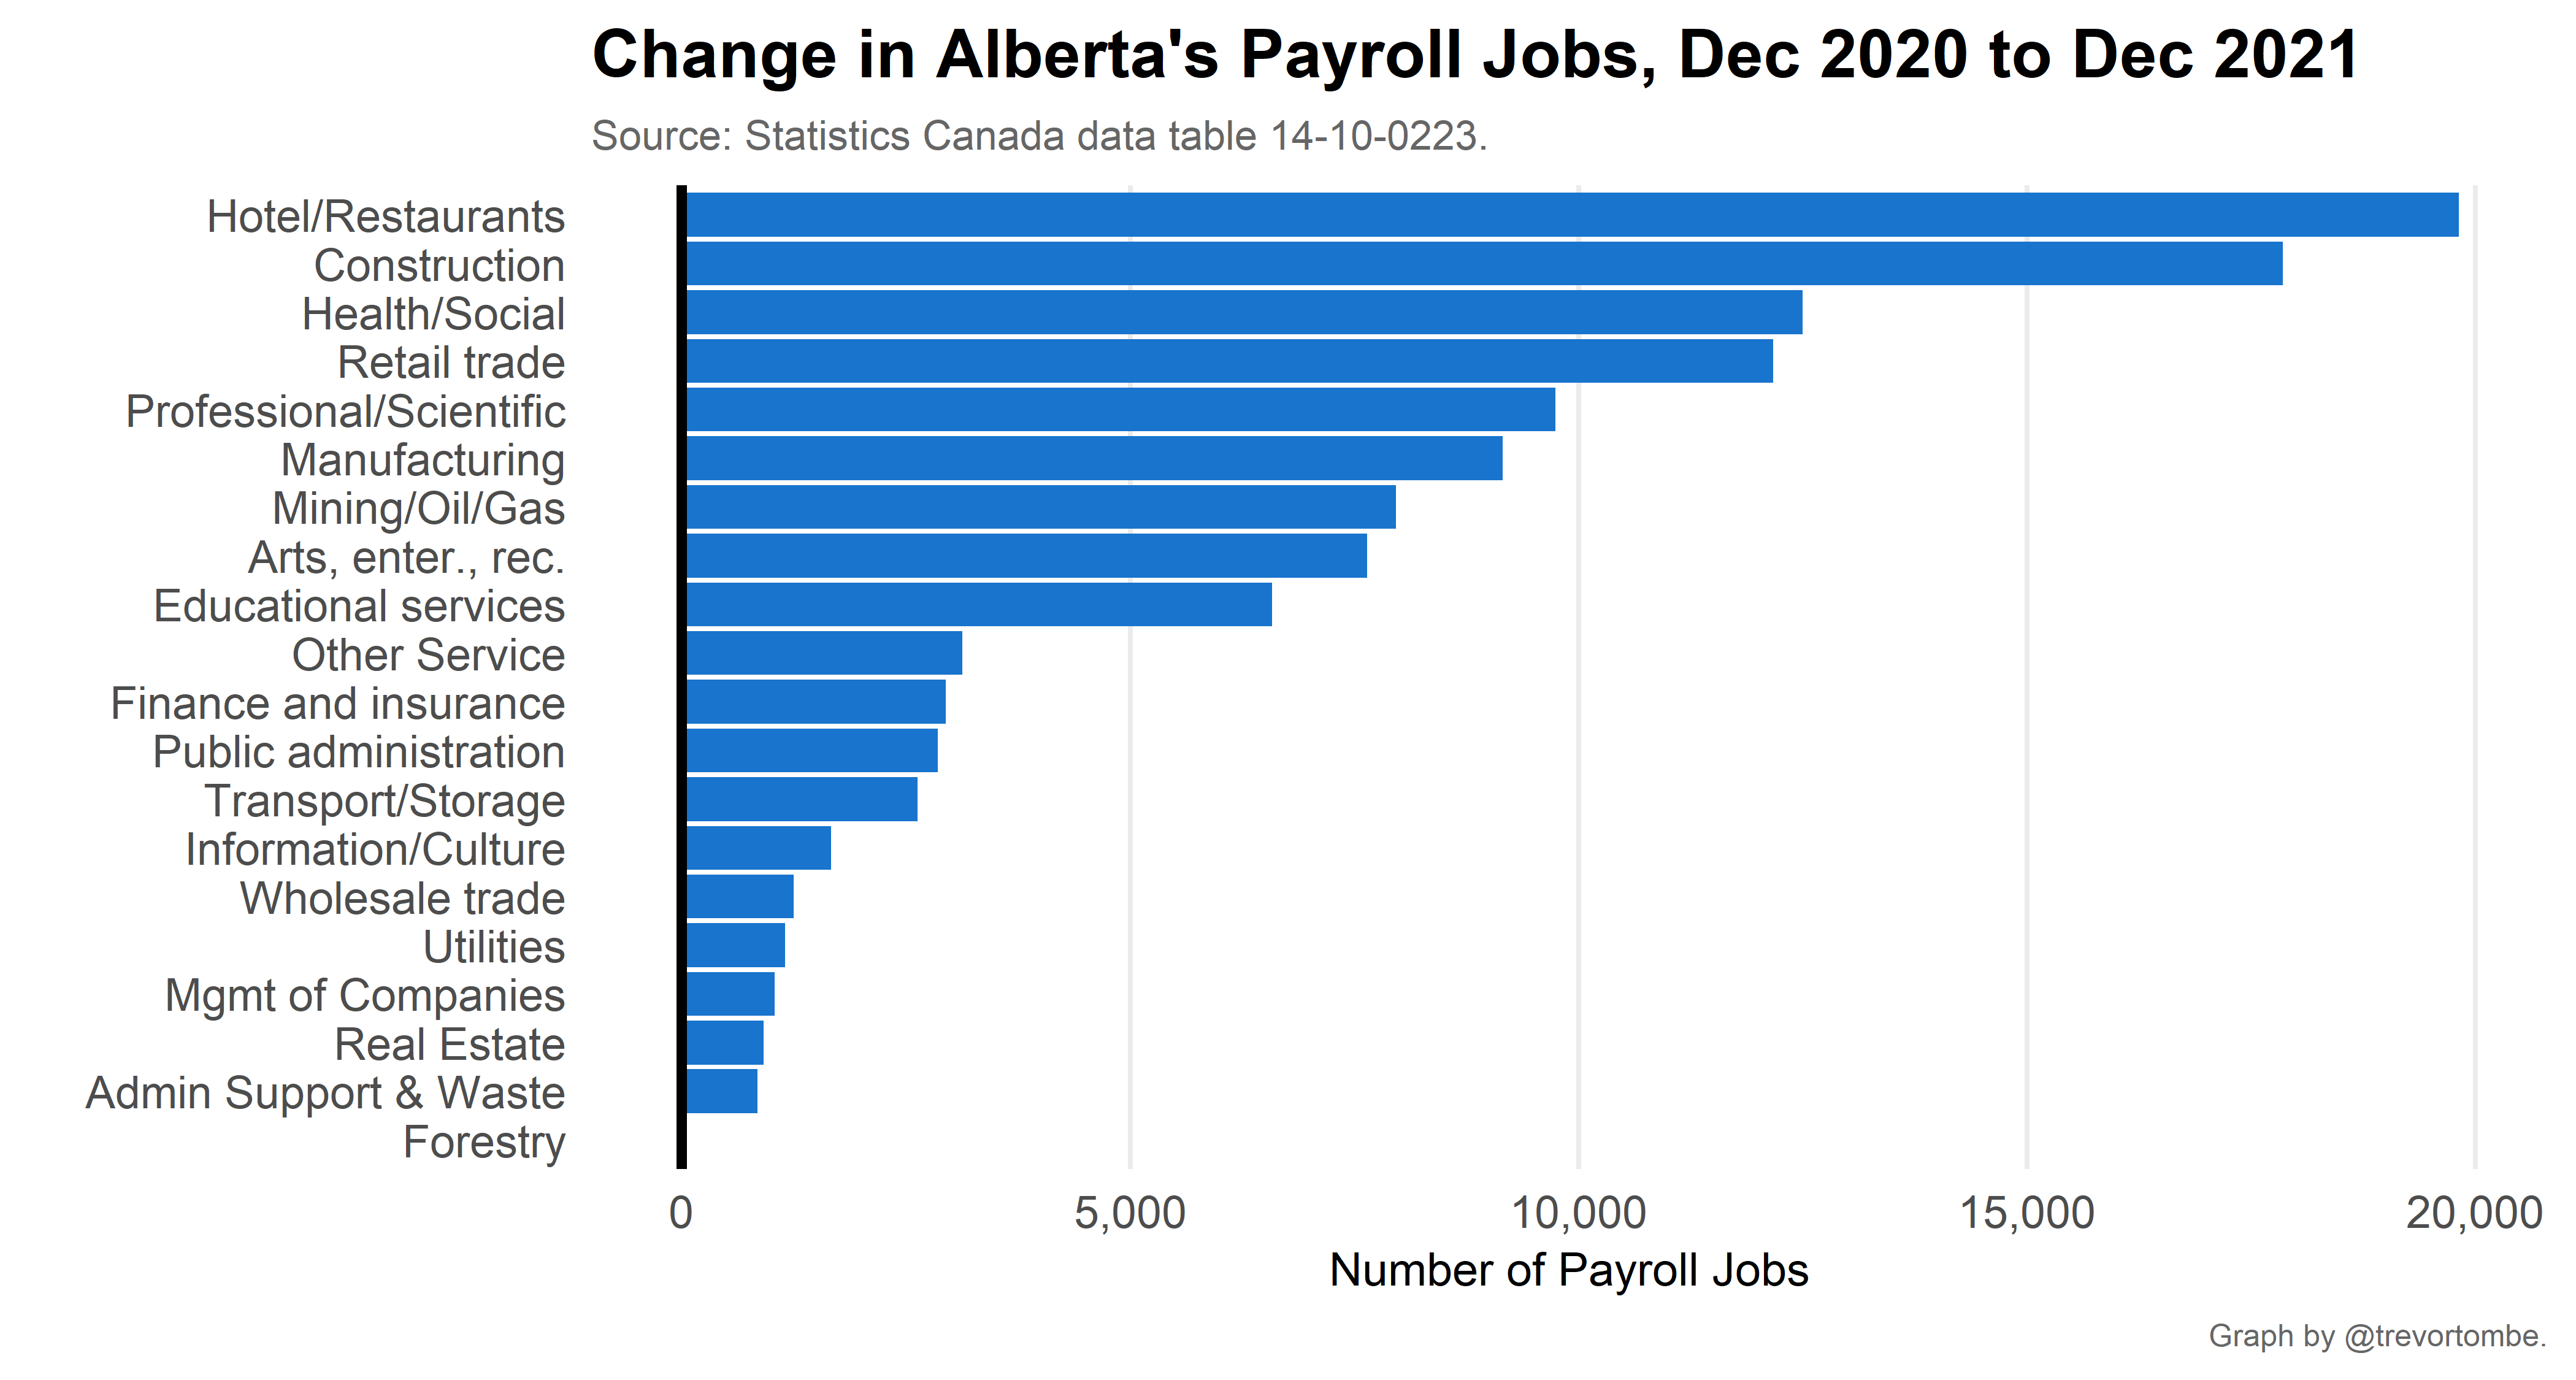 Change in Alberta's Payroll Jobs, Dec 2020 to Dec 2021
Source: Statistics Canada data table 14-10-0223.
Hotel/Restaurants
Construction
Health/Social
Retail trade
Professional/Scientific
Manufacturing
Mining/Oil/Gas
Arts, enter., rec.
Educational services
Other Service
Finance and insurance
Public administration
Transport/Storage
Information/Culture
Wholesale trade
Utilities
Mgmt of Companies
Real Estate
Admin Support & Waste
Forestry
0 5,000 10,000 15,000 20,000
Number of Payroll Jobs
Graph by @trevortombe.